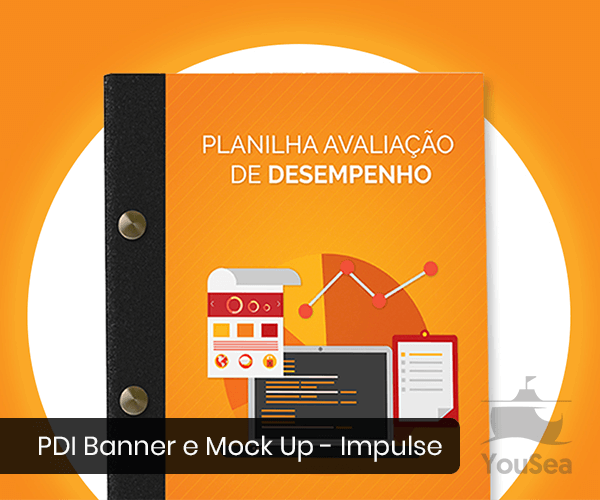 PLANILHA AVALIAÇÃO
DE DESEMPENHO
PDI Banner e Mock Up - Impulse
YouSea